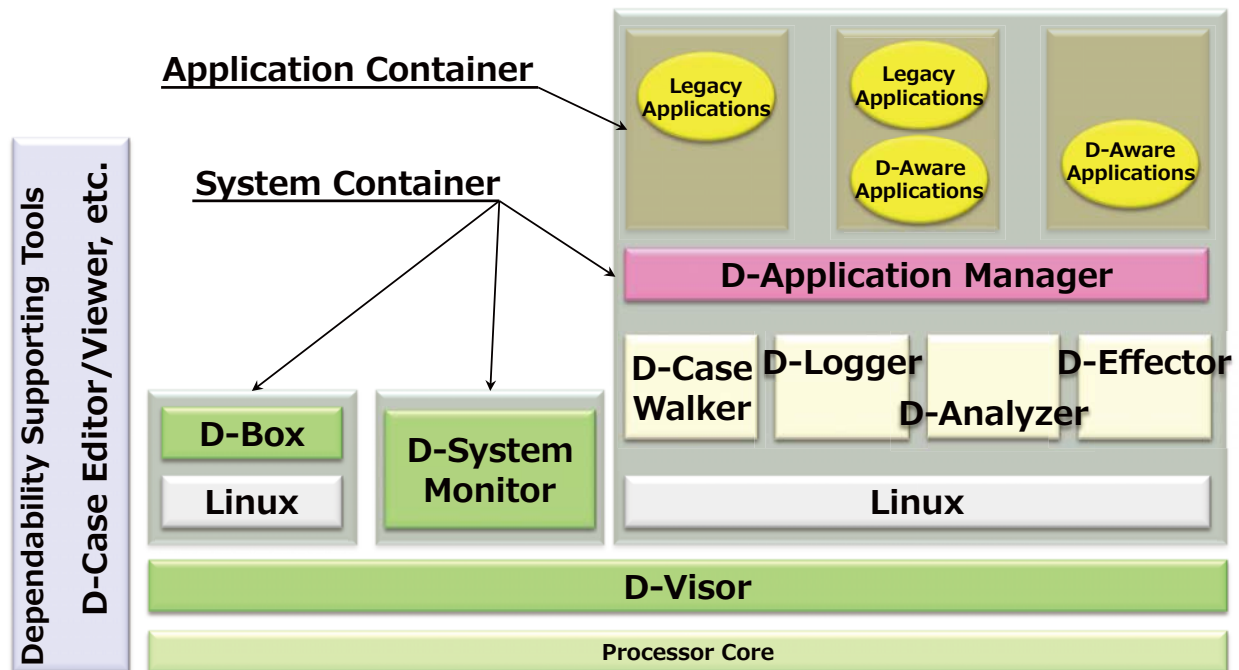 Application Container
System Container
Dependability Supporting Tools
D-Case Editor/Viewer, etc.
Legacy
Applications
Legacy
Applications
D-Aware
Applications
D-Aware
Applications
D-Application Manager
D-Case
Walker
D-Logger
D-Analyzer
D-Effector
D-Box
Linux
D-System
Monitor
Linux
D-Visor
Processor Core